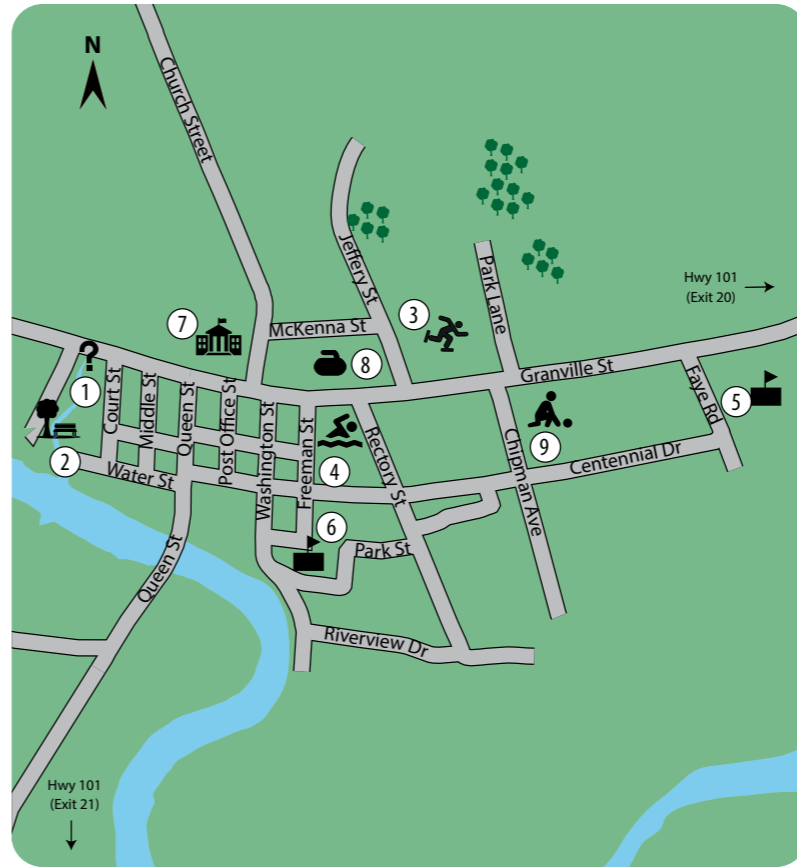 N
Church Street
Jeffery St
Park Lane
Hwy 101
(Exit 20)
3
7
McKenna St
8
Granville St
?
1
Court St
Middle St
Queen St
Post Office St
Washington St
Freeman St
Rectory St
Faye Rd
5
9
Chipman Ave
Centennial Dr
4
2
Water St
6
Park St
Queen St
Riverview Dr
Hwy 101
(Exit 21)